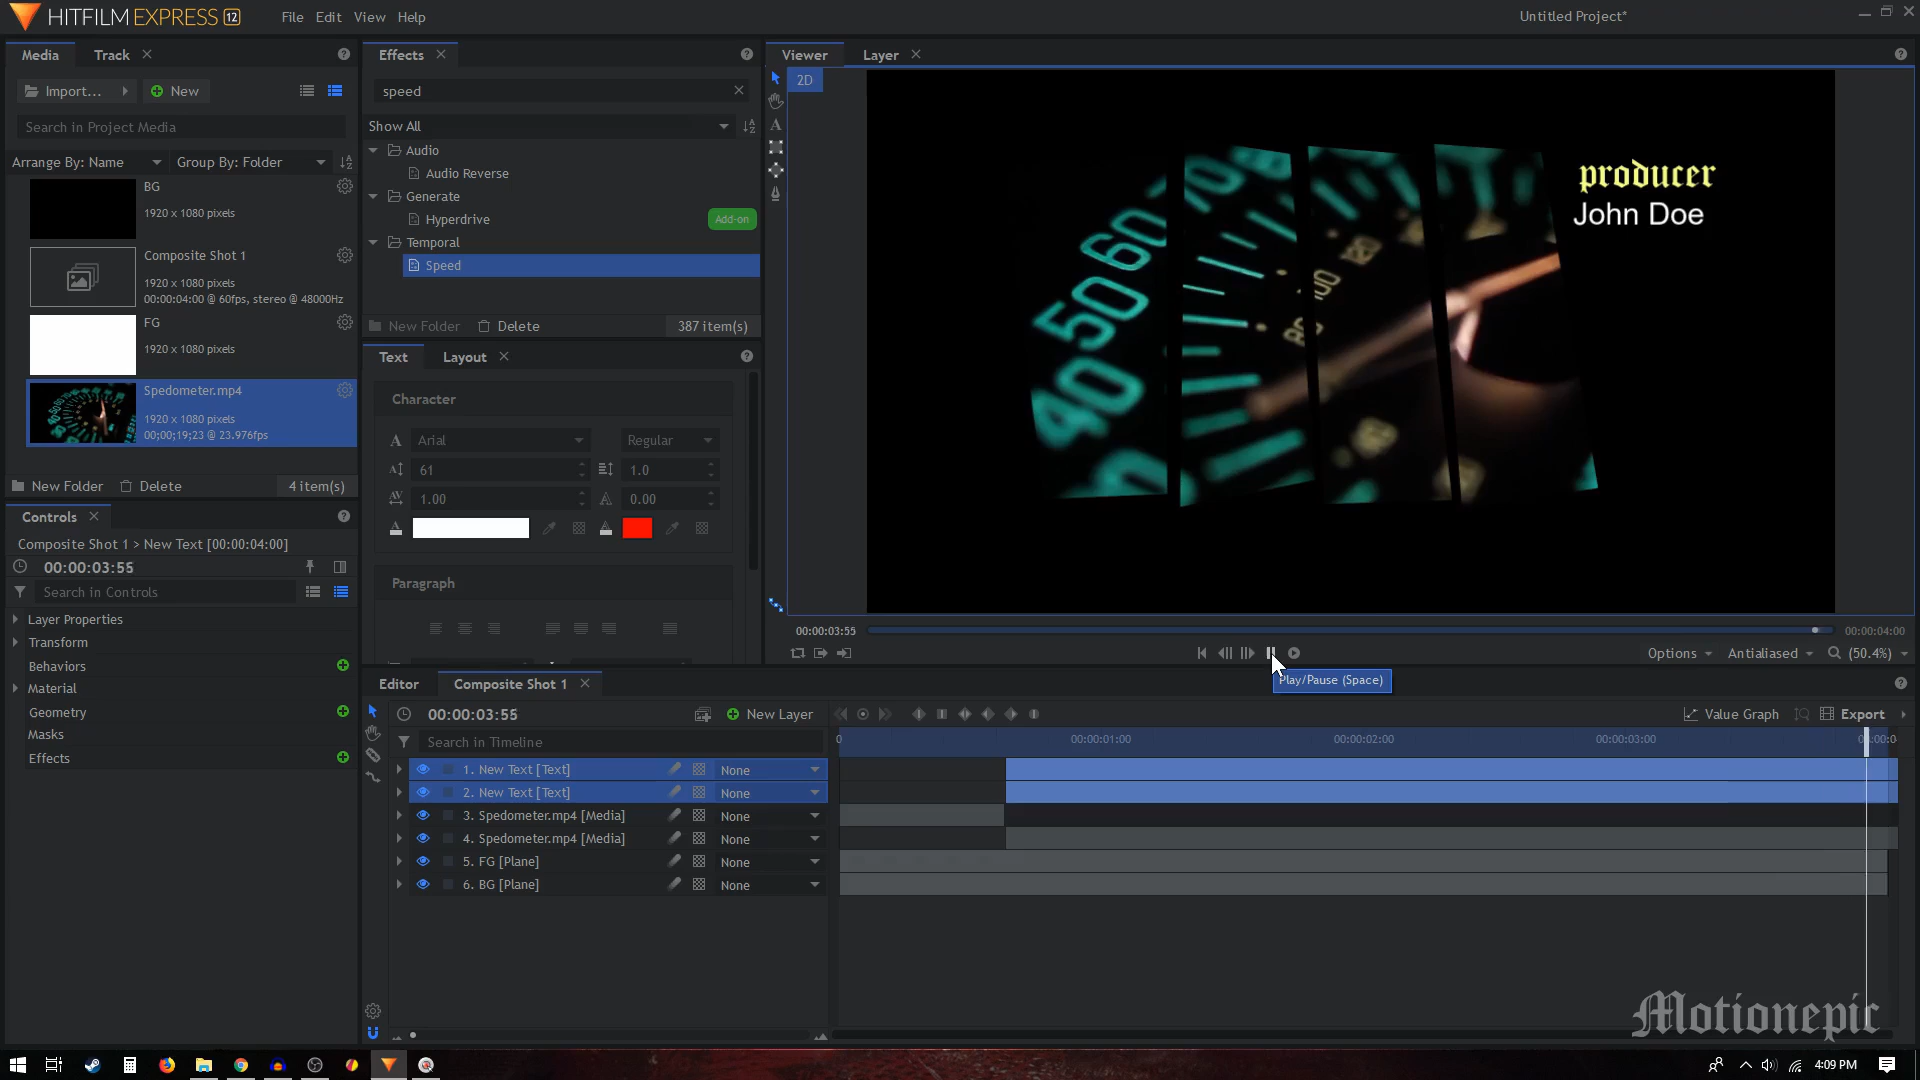 HITFILM EXPRESS 12
File Edit View Help
Untitled Project*
Media Track
Import... New
Search in Project Media
Arrange By: Name Group By: Folder
BG
1920 x 1080 pixels
Composite Shot 1
1920 x 1080 pixels
00:00:04:00 @ 60fps, stereo @ 48000Hz
FG
1920 x 1080 pixels
Spedometer.mp4
1920 x 1080 pixels
00;00;19;23 @ 23.976fps
New Folder Delete 4 item(s)
Controls
Composite Shot 1 > New Text [00:00:04:00]
00:00:03:55
Search in Controls
Layer Properties
Transform
Behaviors
Material
Geometry
Masks
Effects
Effects
speed
Show All
Audio
Audio Reverse
Generate
Hyperdrive Add-on
Temporal
Speed
New Folder Delete 387 item(s)
Text Layout
Character
Arial Regular
61 1.0
1.00 0.00
Paragraph
Viewer Layer
2D
producer
John Doe
40 50 60 70
80 100 120
00:00:03:55 00:00:04:00
Options Antialiased (50.4%)
Play/Pause (Space)
Editor Composite Shot 1
00:00:03:55 New Layer Value Graph Export
Search in Timeline
0 00:00:01:00 00:00:02:00 00:00:03:00
1. New Text [Text] None
2. New Text [Text] None
3. Spedometer.mp4 [Media] None
4. Spedometer.mp4 [Media] None
5. FG [Plane] None
6. BG [Plane] None
Motionepic
4:09 PM